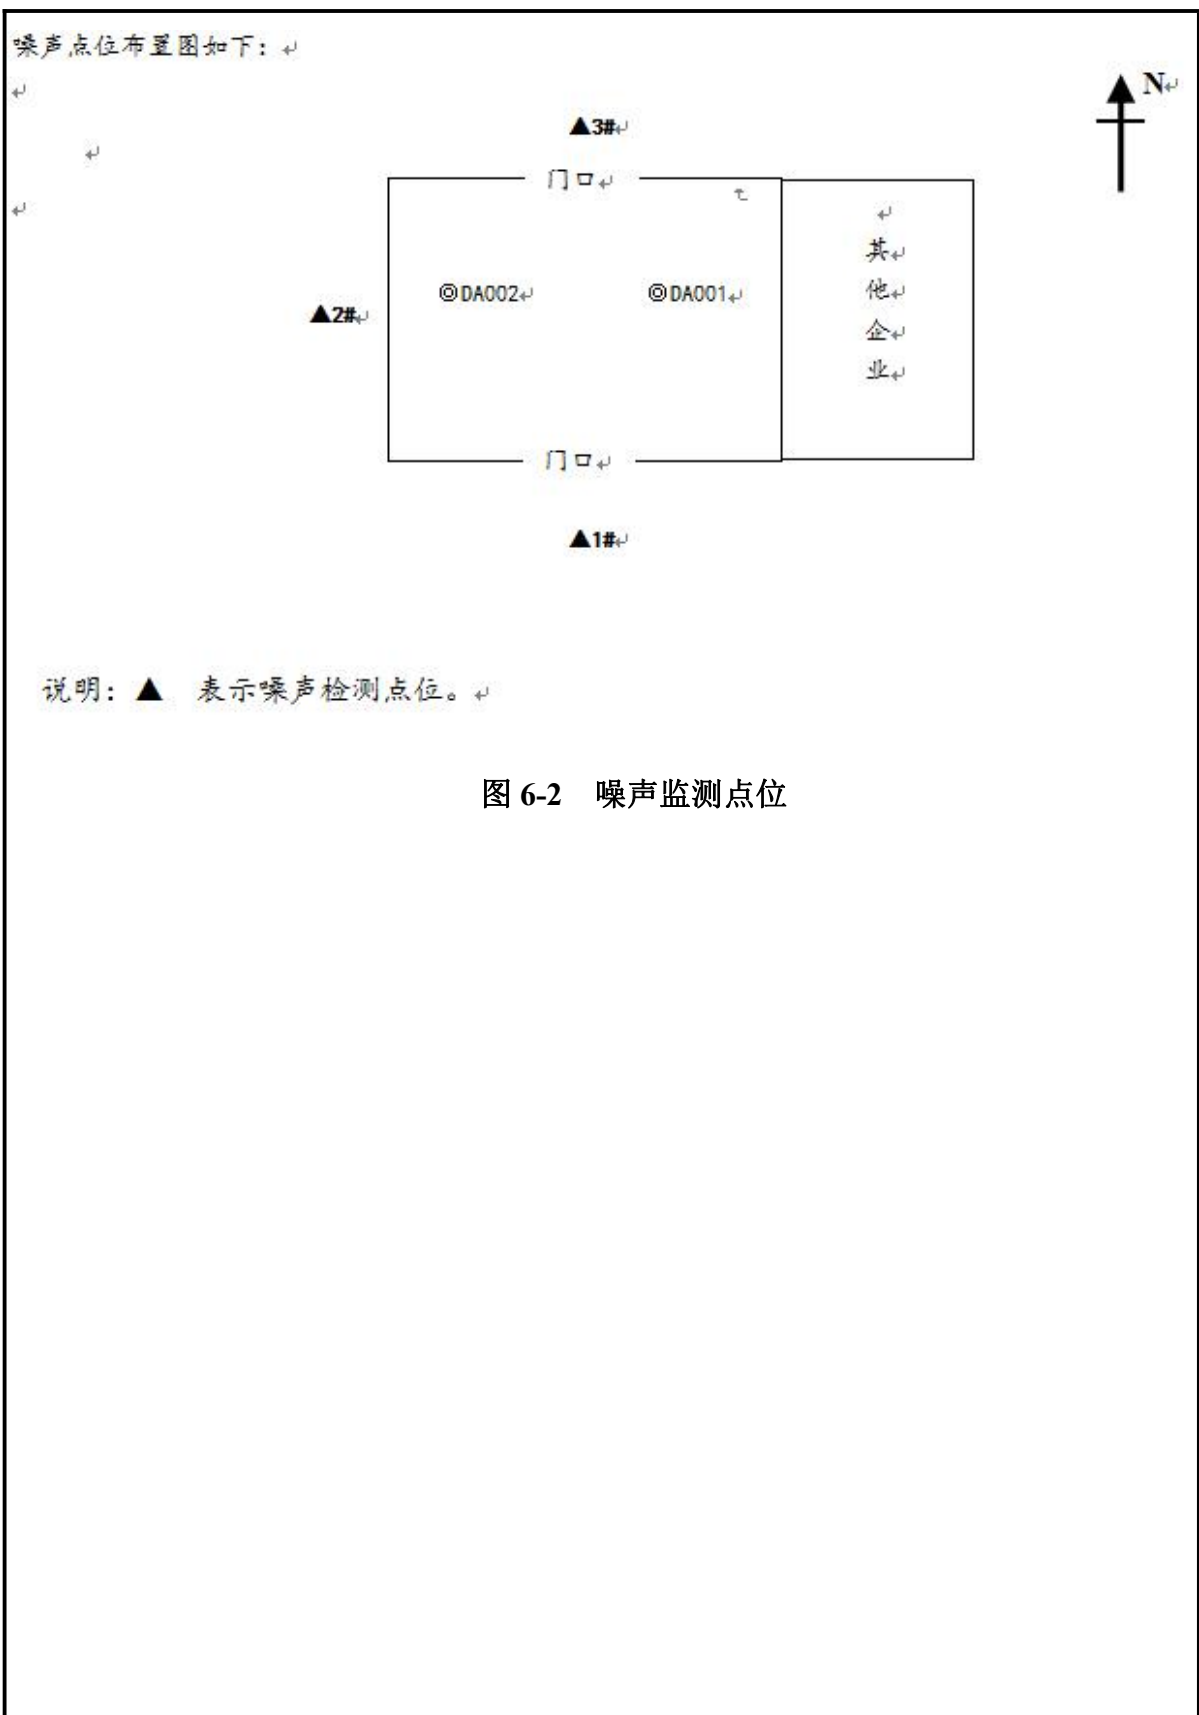 噪声点位布置图如下：
N
▲3#
门口
其
他
企
业
◎DA002 ◎DA001
▲2#
门口
▲1#
说明：▲ 表示噪声检测点位。
图 6-2 噪声监测点位